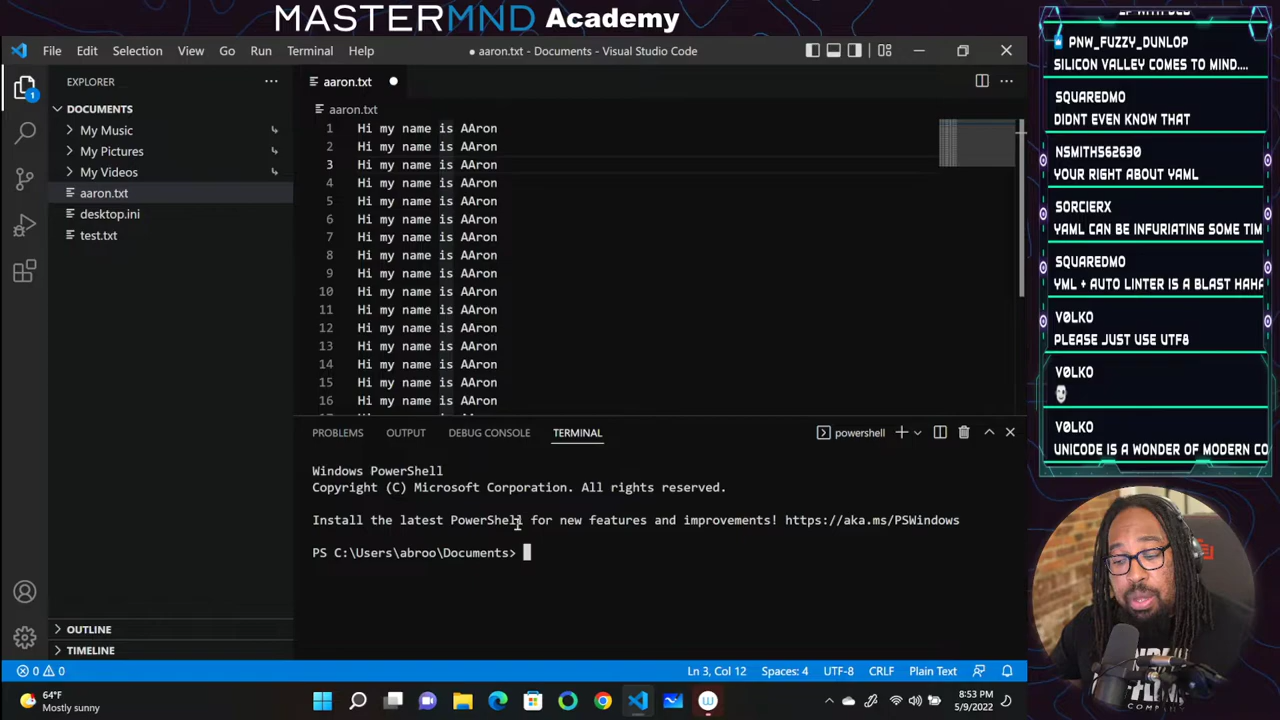 MASTERMND Academy
File Edit Selection View Go Run Terminal Help
● aaron.txt - Documents - Visual Studio Code
EXPLORER
DOCUMENTS
My Music
My Pictures
My Videos
aaron.txt
desktop.ini
test.txt
OUTLINE
TIMELINE
1
aaron.txt
aaron.txt
1 Hi my name is AAron
2 Hi my name is AAron
3 Hi my name is AAron
4 Hi my name is AAron
5 Hi my name is AAron
6 Hi my name is AAron
7 Hi my name is AAron
8 Hi my name is AAron
9 Hi my name is AAron
10 Hi my name is AAron
11 Hi my name is AAron
12 Hi my name is AAron
13 Hi my name is AAron
14 Hi my name is AAron
15 Hi my name is AAron
16 Hi my name is AAron
PROBLEMS OUTPUT DEBUG CONSOLE TERMINAL
powershell
Windows PowerShell
Copyright (C) Microsoft Corporation. All rights reserved.
Install the latest PowerShell for new features and improvements! https://aka.ms/PSWindows
PS C:\Users\abroo\Documents>
0 0
Ln 3, Col 12 Spaces: 4 UTF-8 CRLF Plain Text
64°F
Mostly sunny
8:53 PM
5/9/2022
PNW_FUZZY_DUNLOP
SILICON VALLEY COMES TO MIND....
SQUAREDMO
DIDNT EVEN KNOW THAT
NSMITH562630
YOUR RIGHT ABOUT YAML
SORCIERX
YAML CAN BE INFURIATING SOME TIM
SQUAREDMO
YML + AUTO LINTER IS A BLAST HAHA
V0LKO
PLEASE JUST USE UTF8
V0LKO
V0LKO
UNICODE IS A WONDER OF MODERN CO